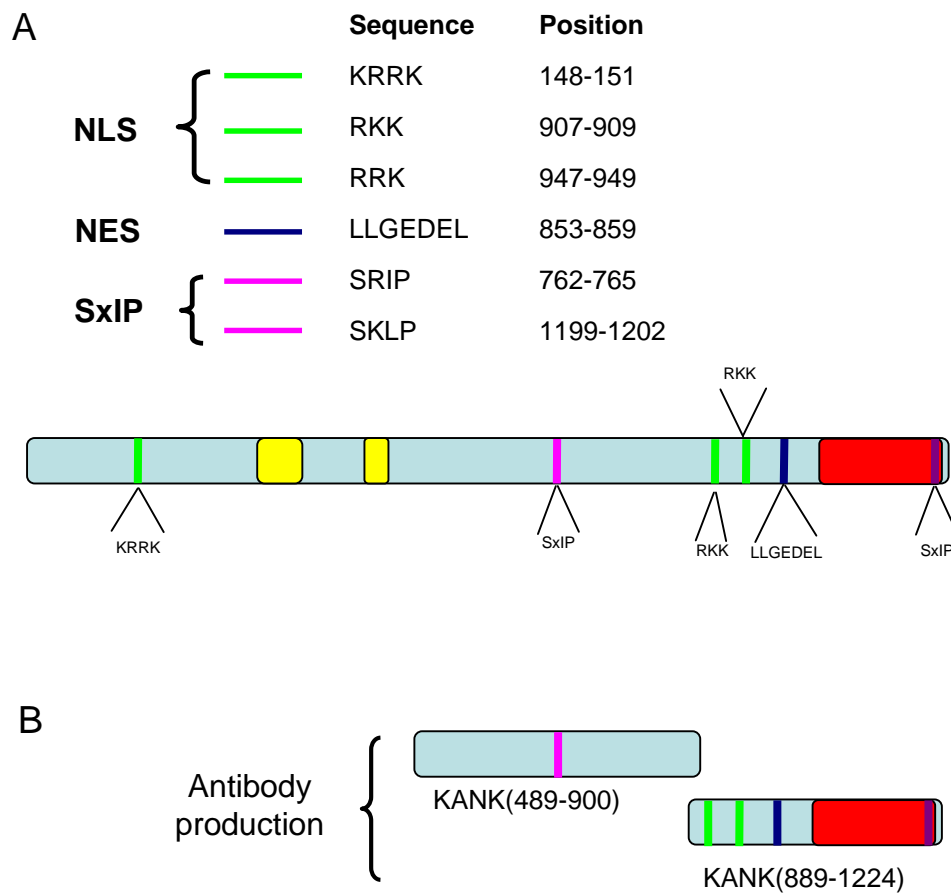 A
Sequence Position
NLS
KRRK 148-151
RKK 907-909
RRK 947-949
NES LLGEDEL 853-859
SxIP
SRIP 762-765
SKLP 1199-1202
RKK
KRRK SxIP RKK LLGEDEL SxIP
B
Antibody
production
KANK(489-900)
KANK(889-1224)